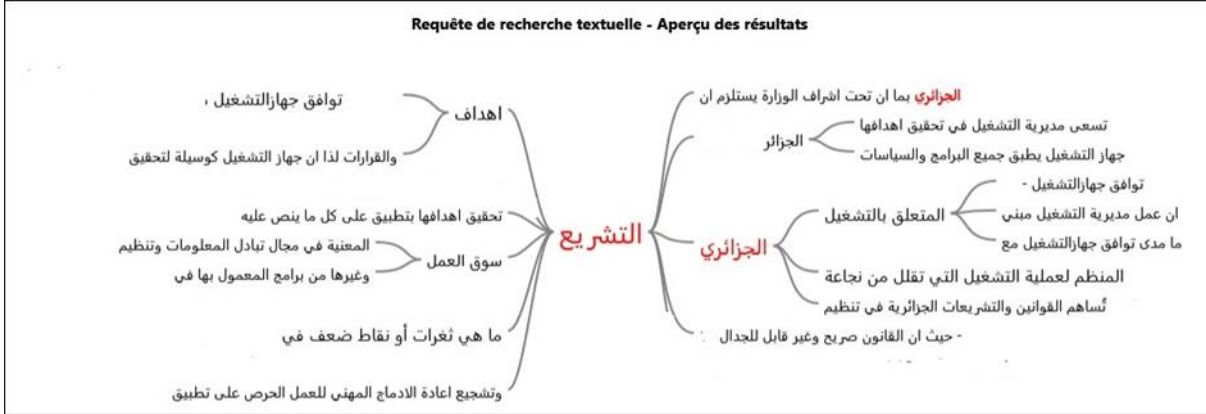 Requête de recherche textuelle - Aperçu des résultats
الجزائري بما ان تحت اشراف الوزارة يستلزم ان
تسعى مديرية التشغيل في تحقيق اهدافها
الجزائر
جهاز التشغيل يطبق جميع البرامج والسياسات
توافق جهازالتشغيل -
المتعلق بالتشغيل
ان عمل مديرية التشغيل مبني
ما مدى توافق جهازالتشغيل مع
الجزائري
المنظم لعملية التشغيل التي تقلل من نجاعة
تُساهم القوانين والتشريعات الجزائرية في تنظيم
- حيث ان القانون صريح وغير قابل للجدال
التشريع
توافق جهازالتشغيل ،
اهداف
والقرارات لذا ان جهاز التشغيل كوسيلة لتحقيق
تحقيق اهدافها بتطبيق على كل ما ينص عليه
المعنية في مجال تبادل المعلومات وتنظيم
سوق العمل
وغيرها من برامج المعمول بها في
ما هي ثغرات أو نقاط ضعف في
وتشجيع اعادة الادماج المهني للعمل الحرص على تطبيق